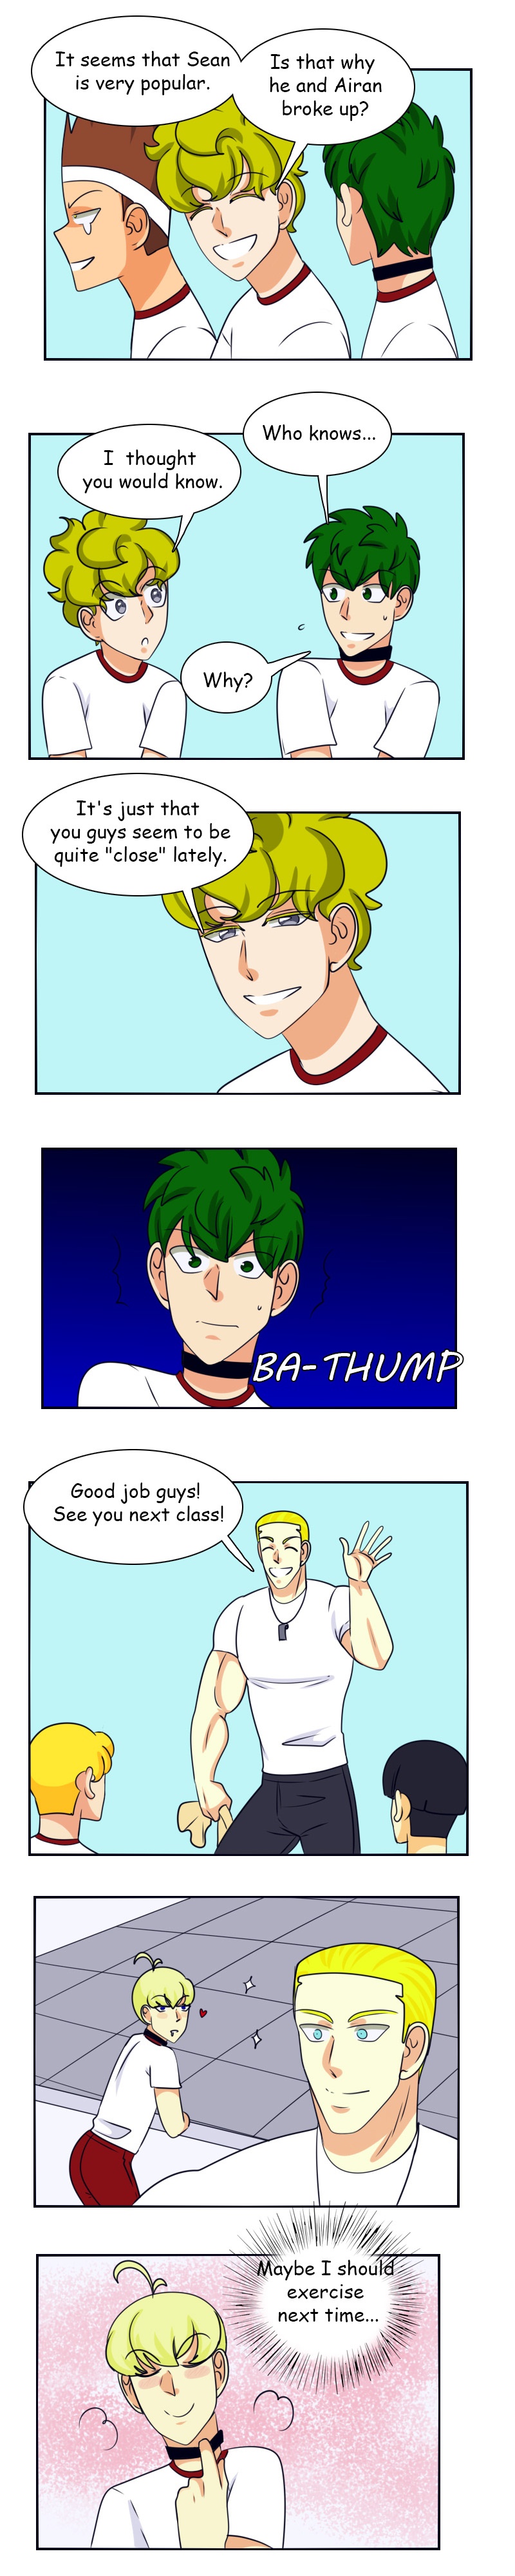 It seems that Sean
is very popular.
Is that why
he and Airan
broke up?
Who knows...
I thought
you would know.
Why?
It's just that
you guys seem to be
quite "close" lately.
BA-THUMP
Good job guys!
See you next class!
Maybe I should
exercise
next time...